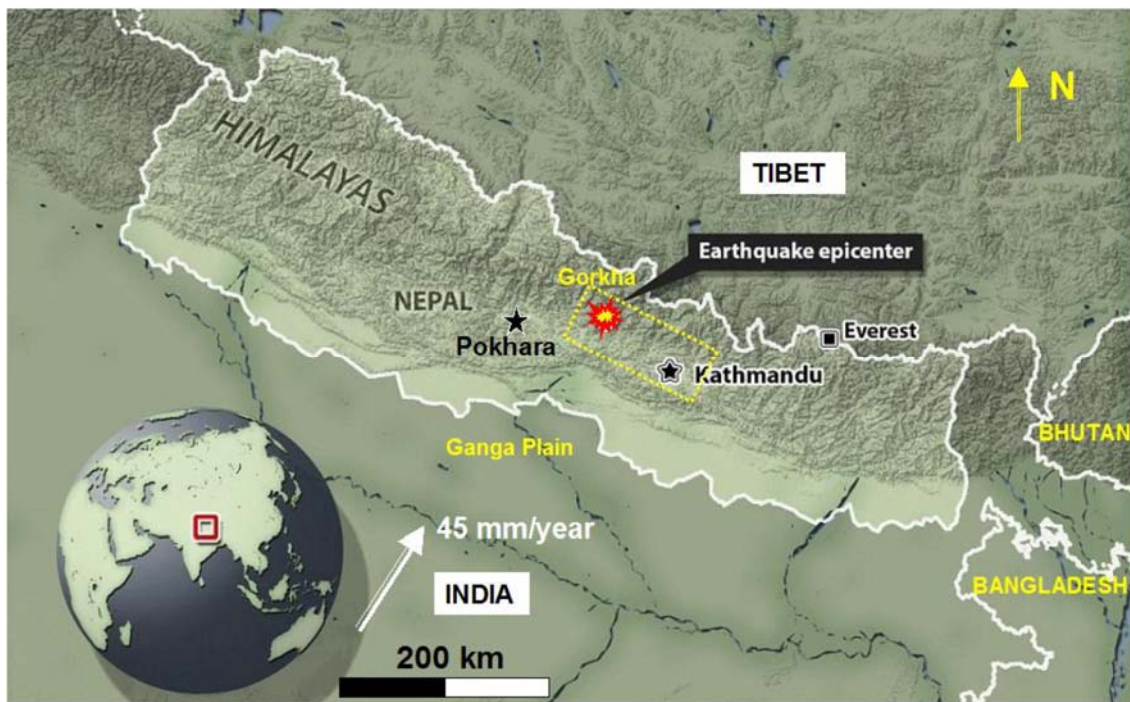 N
HIMALAYAS
TIBET
Earthquake epicenter
Gorkha
NEPAL
Pokhara
Everest
Kathmandu
Ganga Plain
BHUTAN
45 mm/year
INDIA
BANGLADESH
200 km